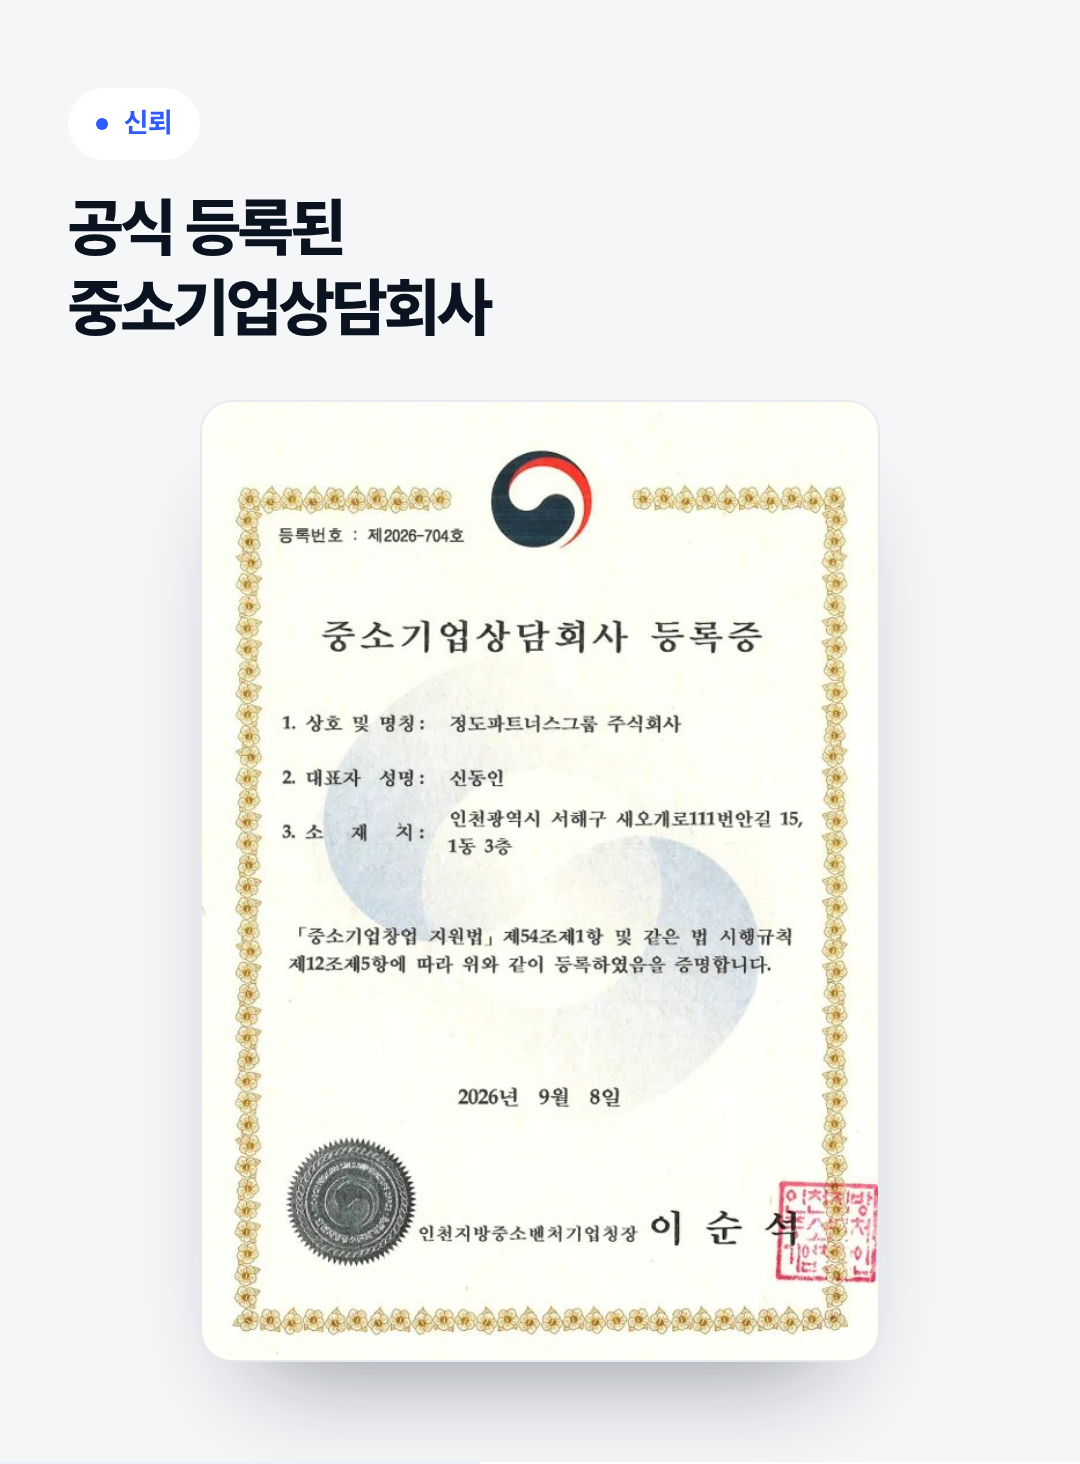 신뢰
공식 등록된
중소기업상담회사
등록번호 : 제2026-704호
중소기업상담회사 등록증
1. 상호 및 명칭 : 정도파트너스그룹 주식회사
2. 대표자 성명 : 신동인
3. 소 재 지 : 인천광역시 서해구 새오개로111번안길 15,
1동 3층
「중소기업창업 지원법」제54조제1항 및 같은 법 시행규칙
제12조제5항에 따라 위와 같이 등록하였음을 증명합니다.
2026년 9월 8일
인천지방중소벤처기업청장 이 순 석